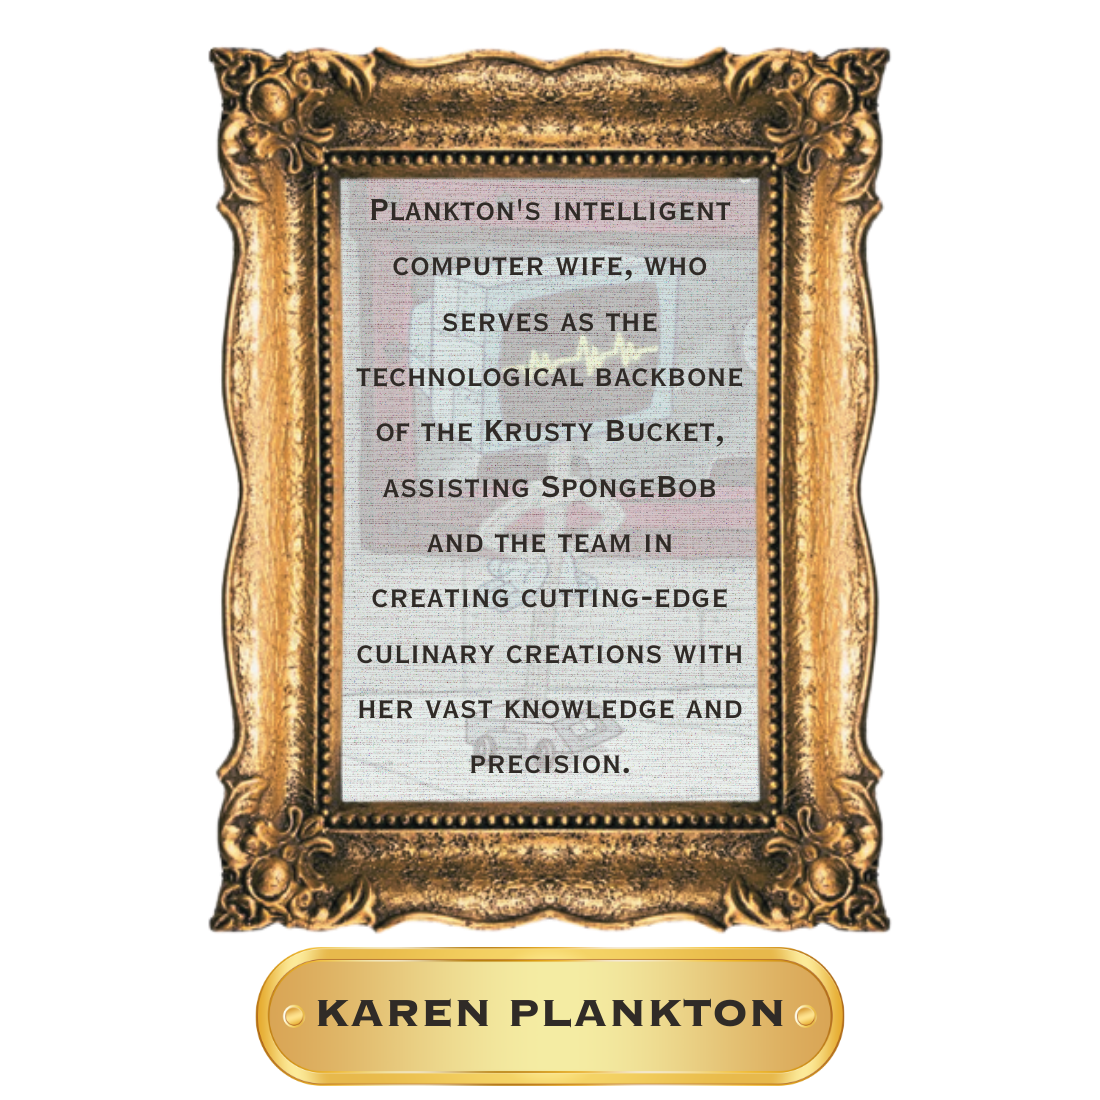 Plankton's intelligent
computer wife, who
serves as the
technological backbone
of the Krusty Bucket,
assisting SpongeBob
and the team in
creating cutting-edge
culinary creations with
her vast knowledge and
precision.
KAREN PLANKTON